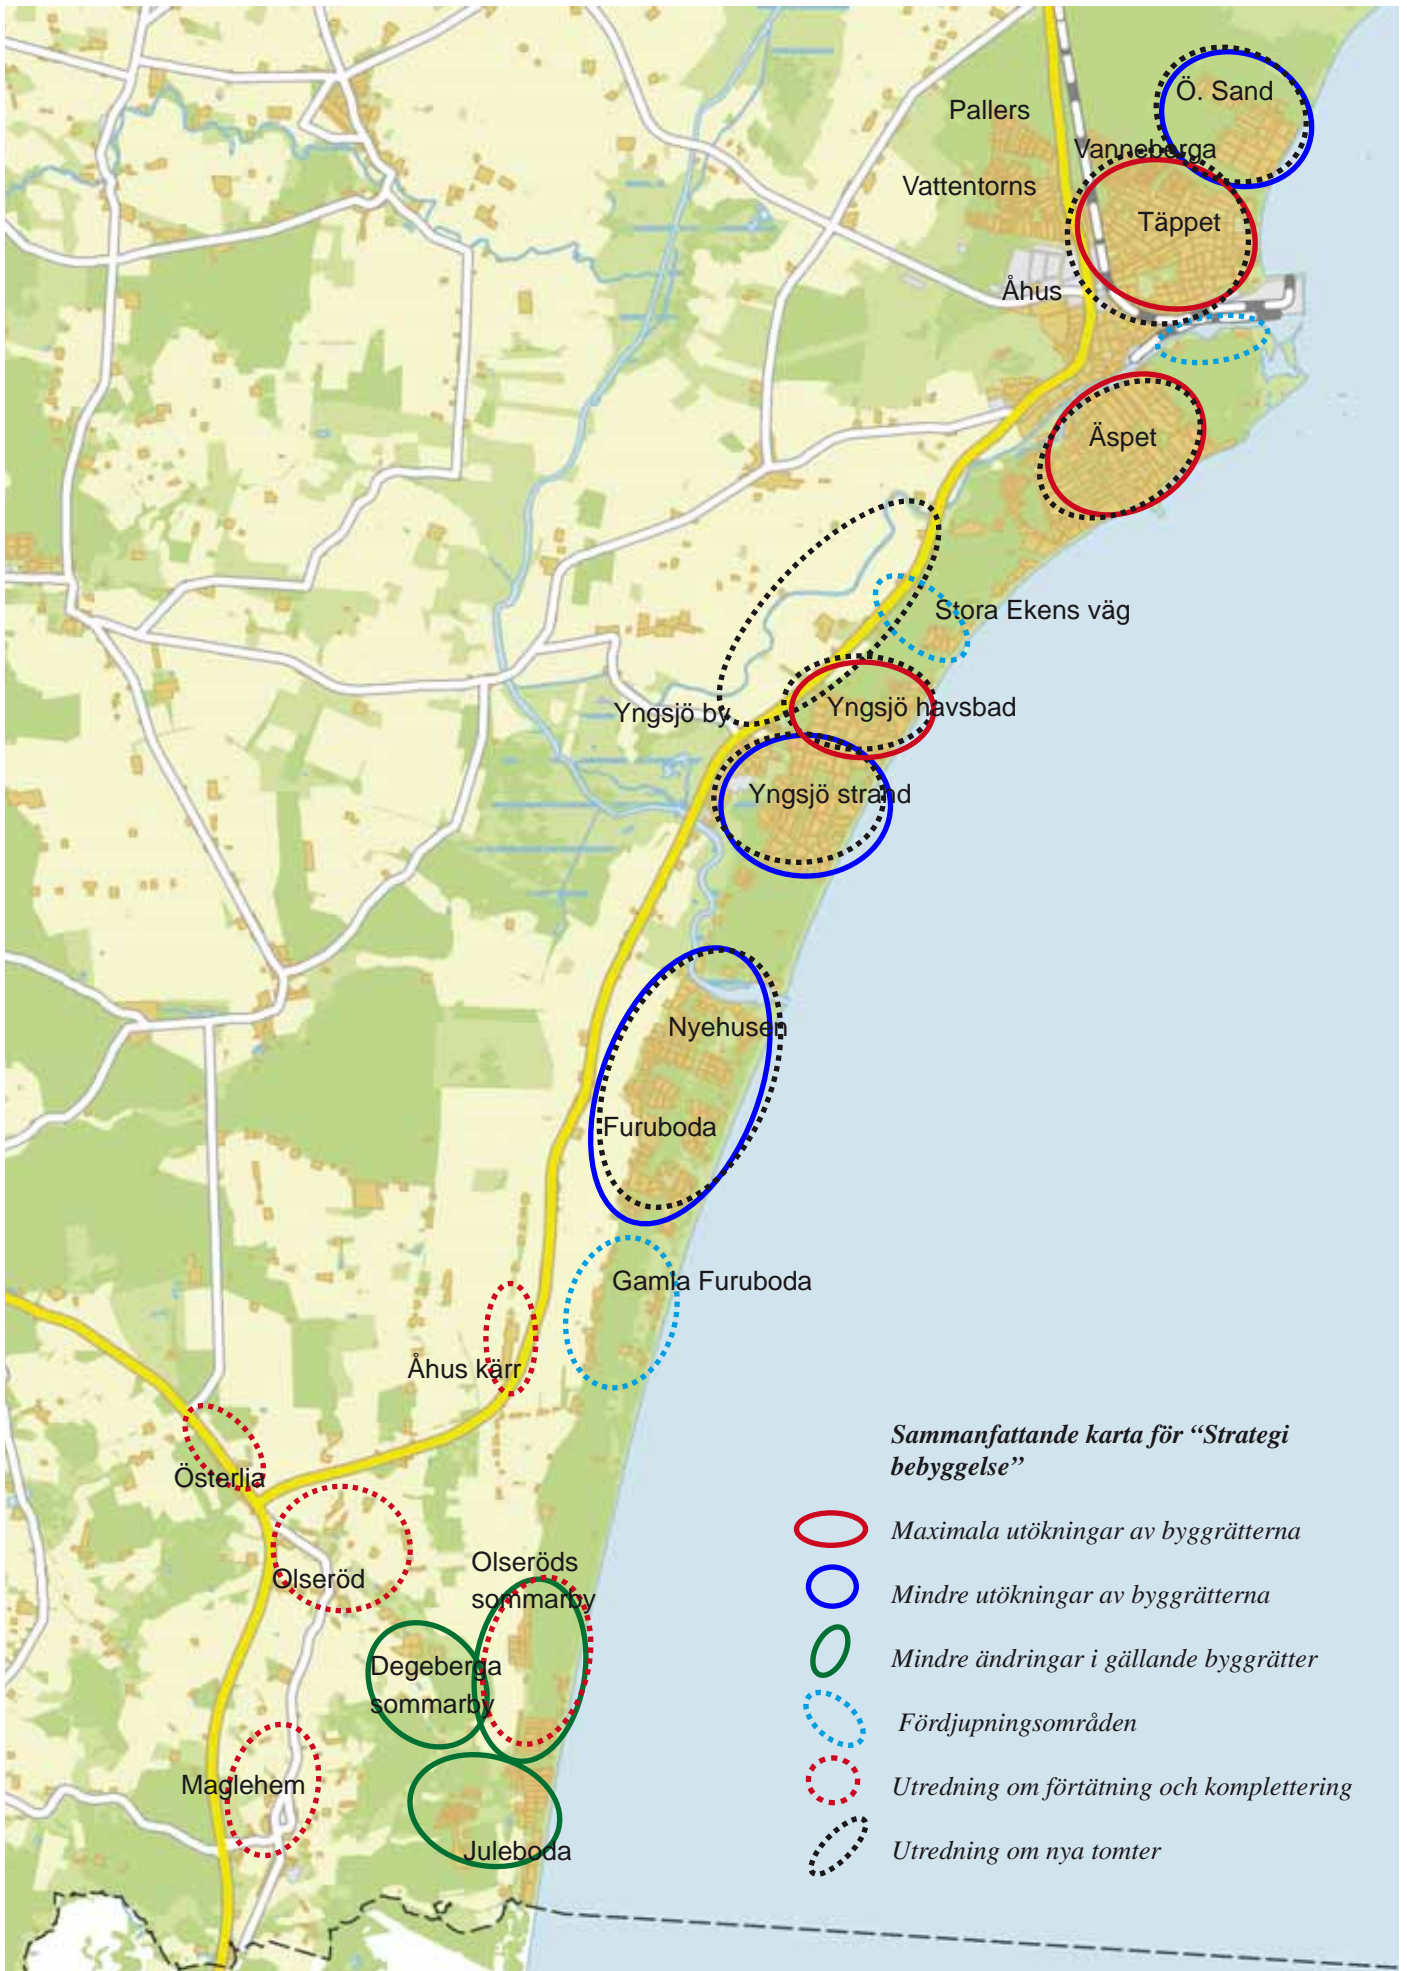 Ö. Sand
Pallers
Vanneberga
Vattentorns
Täppet
Åhus
Äspet
Stora Ekens väg
Yngsjö by
Yngsjö havsbad
Yngsjö strand
Nyehusen
Furuboda
Gamla Furuboda
Åhus kärr
Österlia
Olseröd
Olseröds
sommarby
Degeberga
sommarby
Maglehem
Juleboda
Sammanfattande karta för “Strategi
bebyggelse”
Maximala utökningar av byggrätterna
Mindre utökningar av byggrätterna
Mindre ändringar i gällande byggrätter
Fördjupningsområden
Utredning om förtätning och komplettering
Utredning om nya tomter